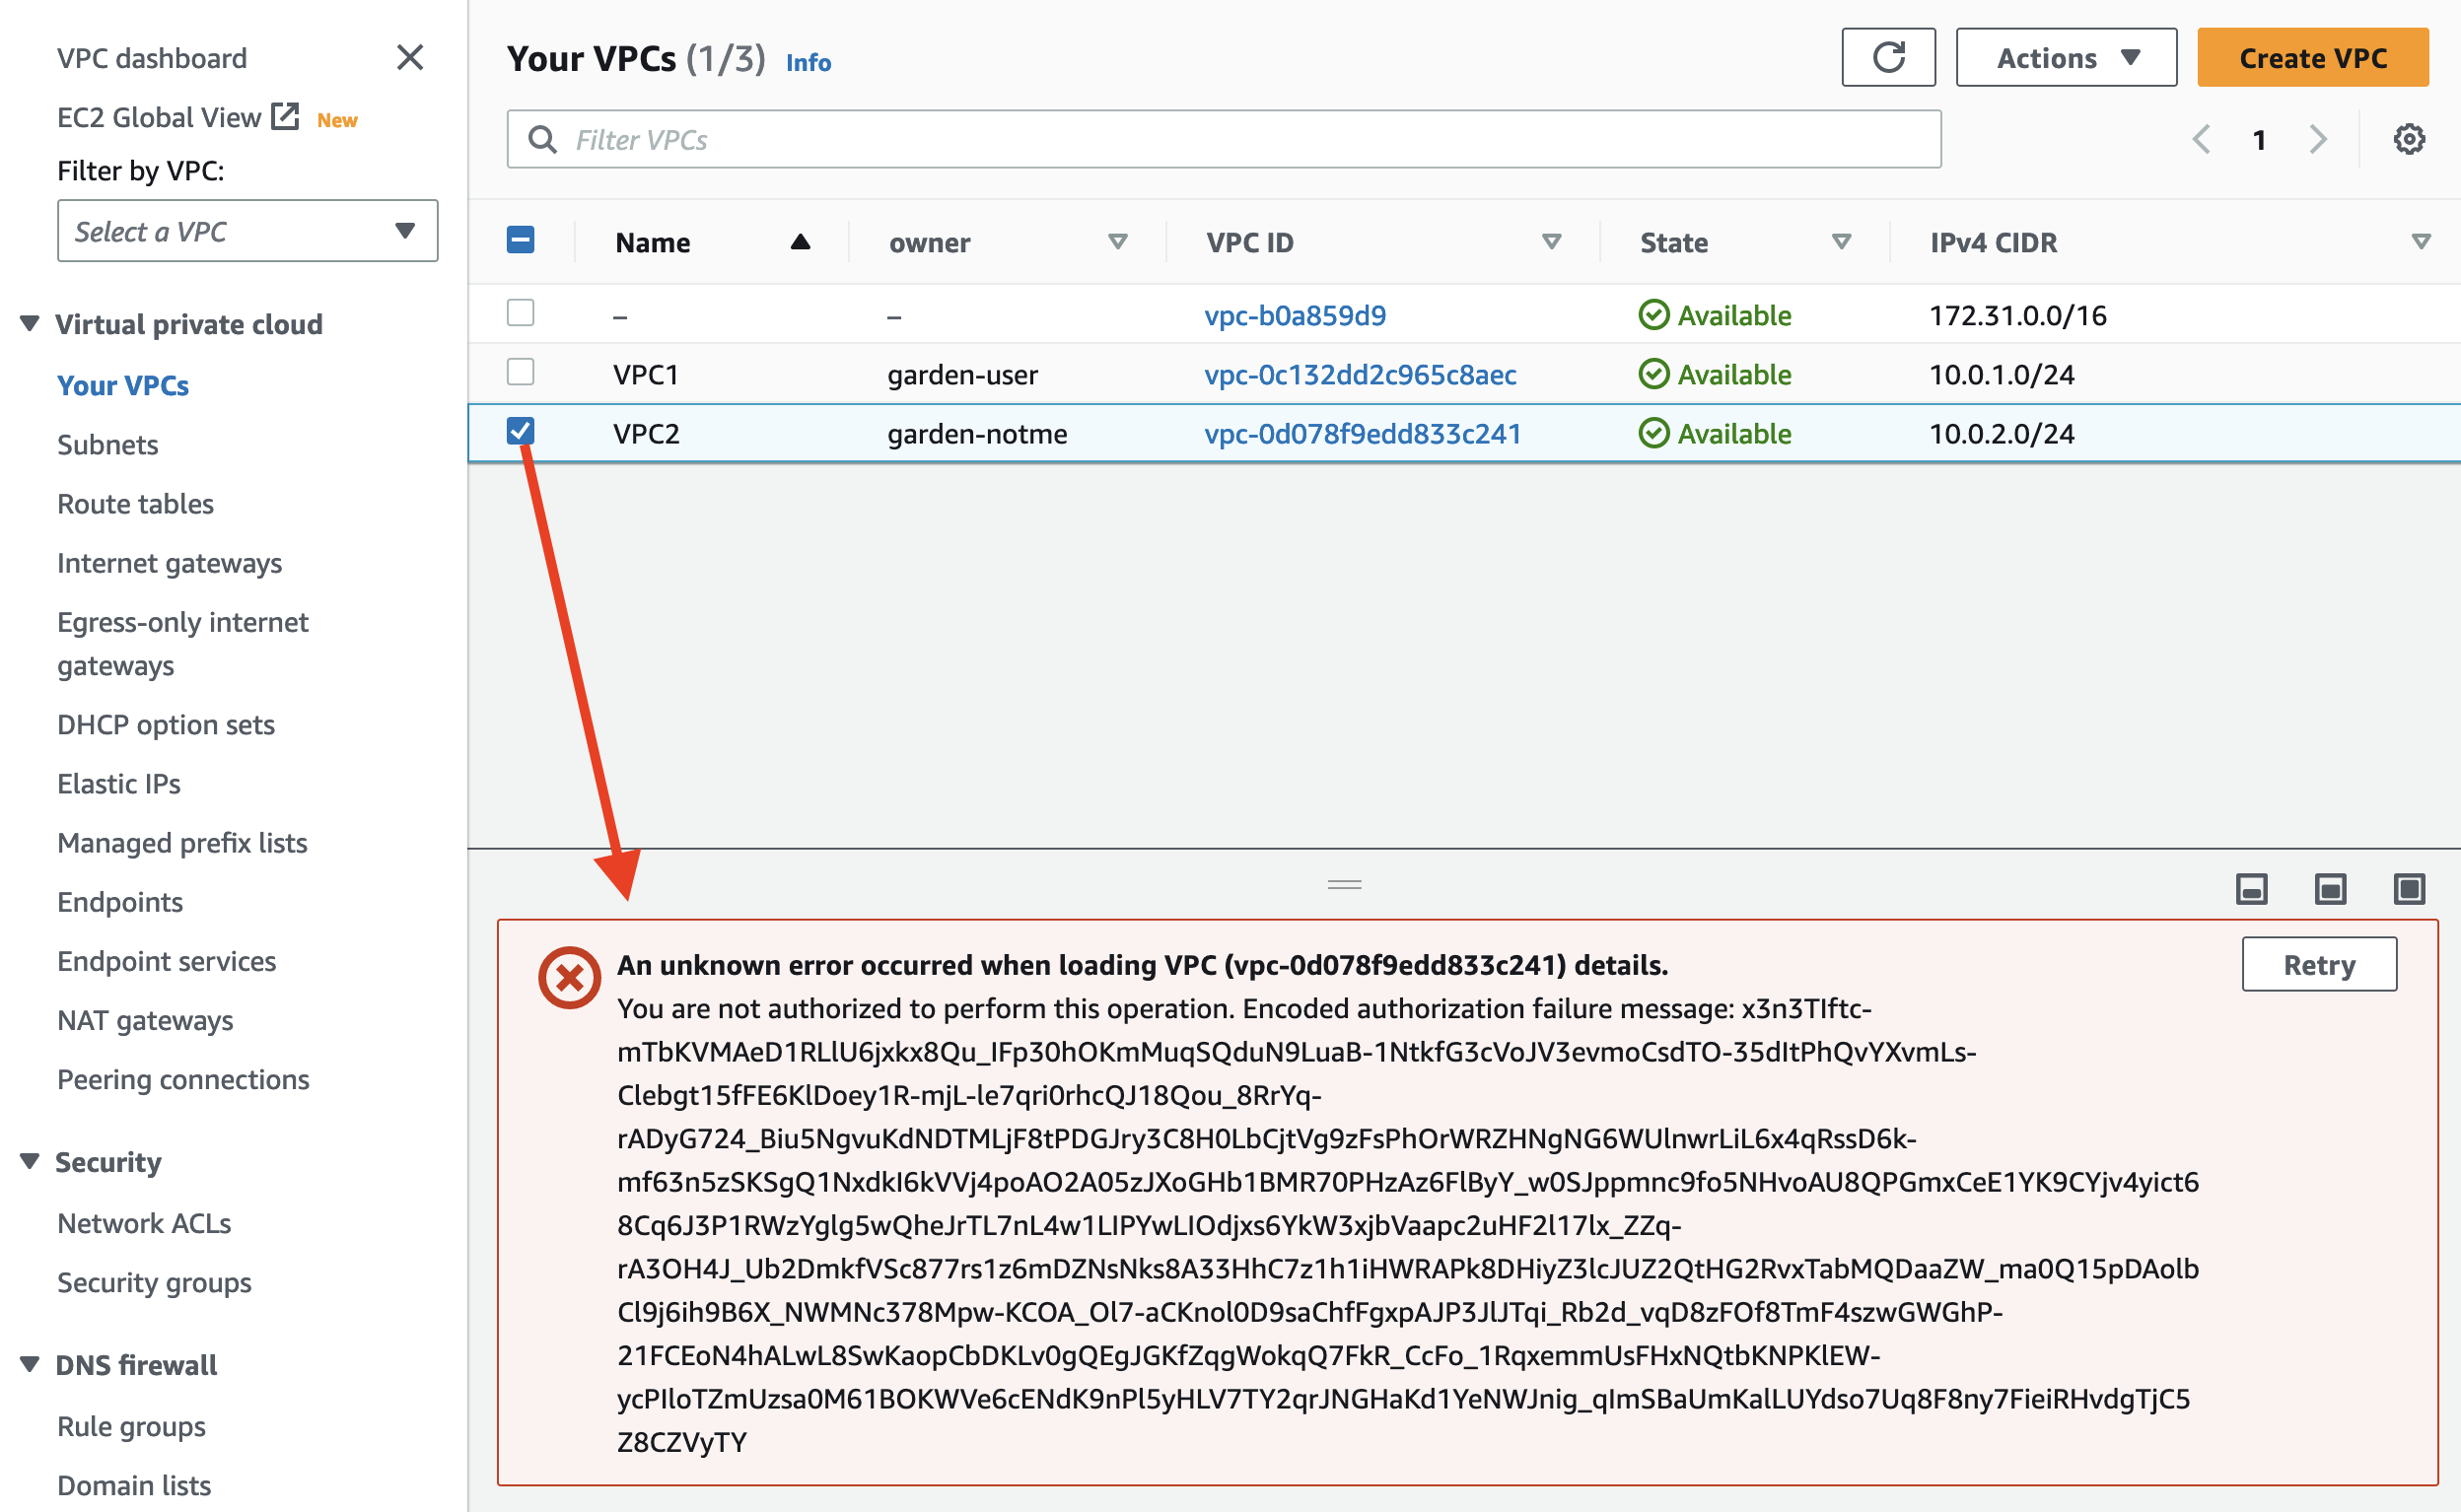 VPC dashboard
EC2 Global View New
Filter by VPC:
Select a VPC
Virtual private cloud
Your VPCs
Subnets
Route tables
Internet gateways
Egress-only internet
gateways
DHCP option sets
Elastic IPs
Managed prefix lists
Endpoints
Endpoint services
NAT gateways
Peering connections
Security
Network ACLs
Security groups
DNS firewall
Rule groups
Domain lists
Your VPCs (1/3) Info
Actions
Create VPC
Filter VPCs
1
Name owner VPC ID State IPv4 CIDR
– – vpc-b0a859d9 Available 172.31.0.0/16
VPC1 garden-user vpc-0c132dd2c965c8aec Available 10.0.1.0/24
VPC2 garden-notme vpc-0d078f9edd833c241 Available 10.0.2.0/24
An unknown error occurred when loading VPC (vpc-0d078f9edd833c241) details.
Retry
You are not authorized to perform this operation. Encoded authorization failure message: x3n3TIftc-
mTbKVMAeD1RLlU6jxkx8Qu_IFp30hOKmMuqSQduN9LuaB-1NtkfG3cVoJV3evmoCsdTO-35dItPhQvYXvmLs-
Clebgt15fFE6KlDoey1R-mjL-le7qri0rhcQJ18Qou_8RrYq-
rADyG724_Biu5NgvuKdNDTMLjF8tPDGJry3C8H0LbCjtVg9zFsPhOrWRZHNgNG6WUlnwrLiL6x4qRssD6k-
mf63n5zSKSgQ1NxdkI6kVVj4poAO2A05zJXoGHb1BMR70PHzAz6FlByY_w0SJppmnc9fo5NHvoAU8QPGmxCeE1YK9CYjv4yict6
8Cq6J3P1RWzYglg5wQheJrTL7nL4w1LIPYwLIOdjxs6YkW3xjbVaapc2uHF2l17lx_ZZq-
rA3OH4J_Ub2DmkfVSc877rs1z6mDZNsNks8A33HhC7z1h1iHWRAPk8DHiyZ3lcJUZ2QtHG2RvxTabMQDaaZW_ma0Q15pDAolb
Cl9j6ih9B6X_NWMNc378Mpw-KCOA_Ol7-aCKnol0D9saChfFgxpAJP3JlJTqi_Rb2d_vqD8zFOf8TmF4szwGWGhP-
21FCEoN4hALwL8SwKaopCbDKLv0gQEgJGKfZqgWokqQ7FkR_CcFo_1RqxemmUsFHxNQtbKNPKlEW-
ycPIloTZmUzsa0M61BOKWVe6cENdK9nPl5yHLV7TY2qrJNGHaKd1YeNWJnig_qImSBaUmKalLUYdso7Uq8F8ny7FieiRHvdgTjC5
Z8CZVyTY